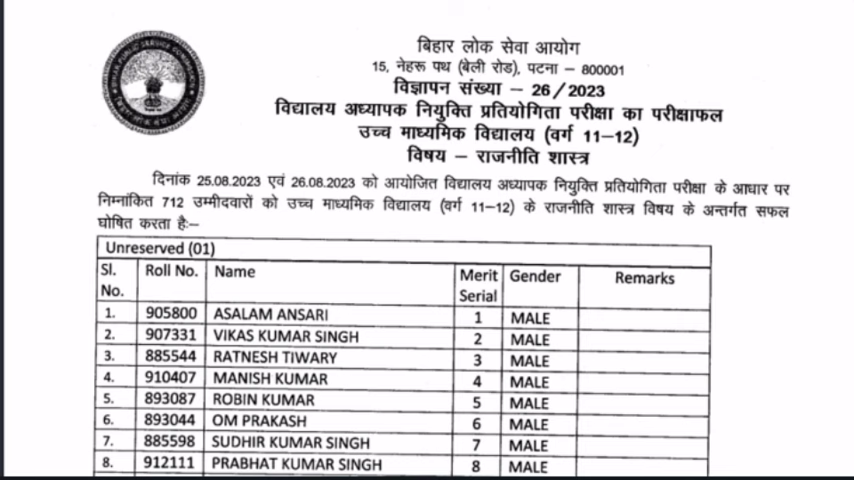 बिहार लोक सेवा आयोग
15, नेहरू पथ (बेली रोड), पटना – 800001
विज्ञापन संख्या – 26/2023
विद्यालय अध्यापक नियुक्ति प्रतियोगिता परीक्षा का परीक्षाफल
उच्च माध्यमिक विद्यालय (वर्ग 11–12)
विषय – राजनीति शास्त्र
दिनांक 25.08.2023 एवं 26.08.2023 को आयोजित विद्यालय अध्यापक नियुक्ति प्रतियोगिता परीक्षा के आधार पर
निम्नांकित 712 उम्मीदवारों को उच्च माध्यमिक विद्यालय (वर्ग 11–12) के राजनीति शास्त्र विषय के अन्तर्गत सफल
घोषित करता है:–
Unreserved (01)
Sl. No. Roll No. Name Merit Serial Gender Remarks
1. 905800 ASALAM ANSARI 1 MALE
2. 907331 VIKAS KUMAR SINGH 2 MALE
3. 885544 RATNESH TIWARY 3 MALE
4. 910407 MANISH KUMAR 4 MALE
5. 893087 ROBIN KUMAR 5 MALE
6. 893044 OM PRAKASH 6 MALE
7. 885598 SUDHIR KUMAR SINGH 7 MALE
8. 912111 PRABHAT KUMAR SINGH 8 MALE